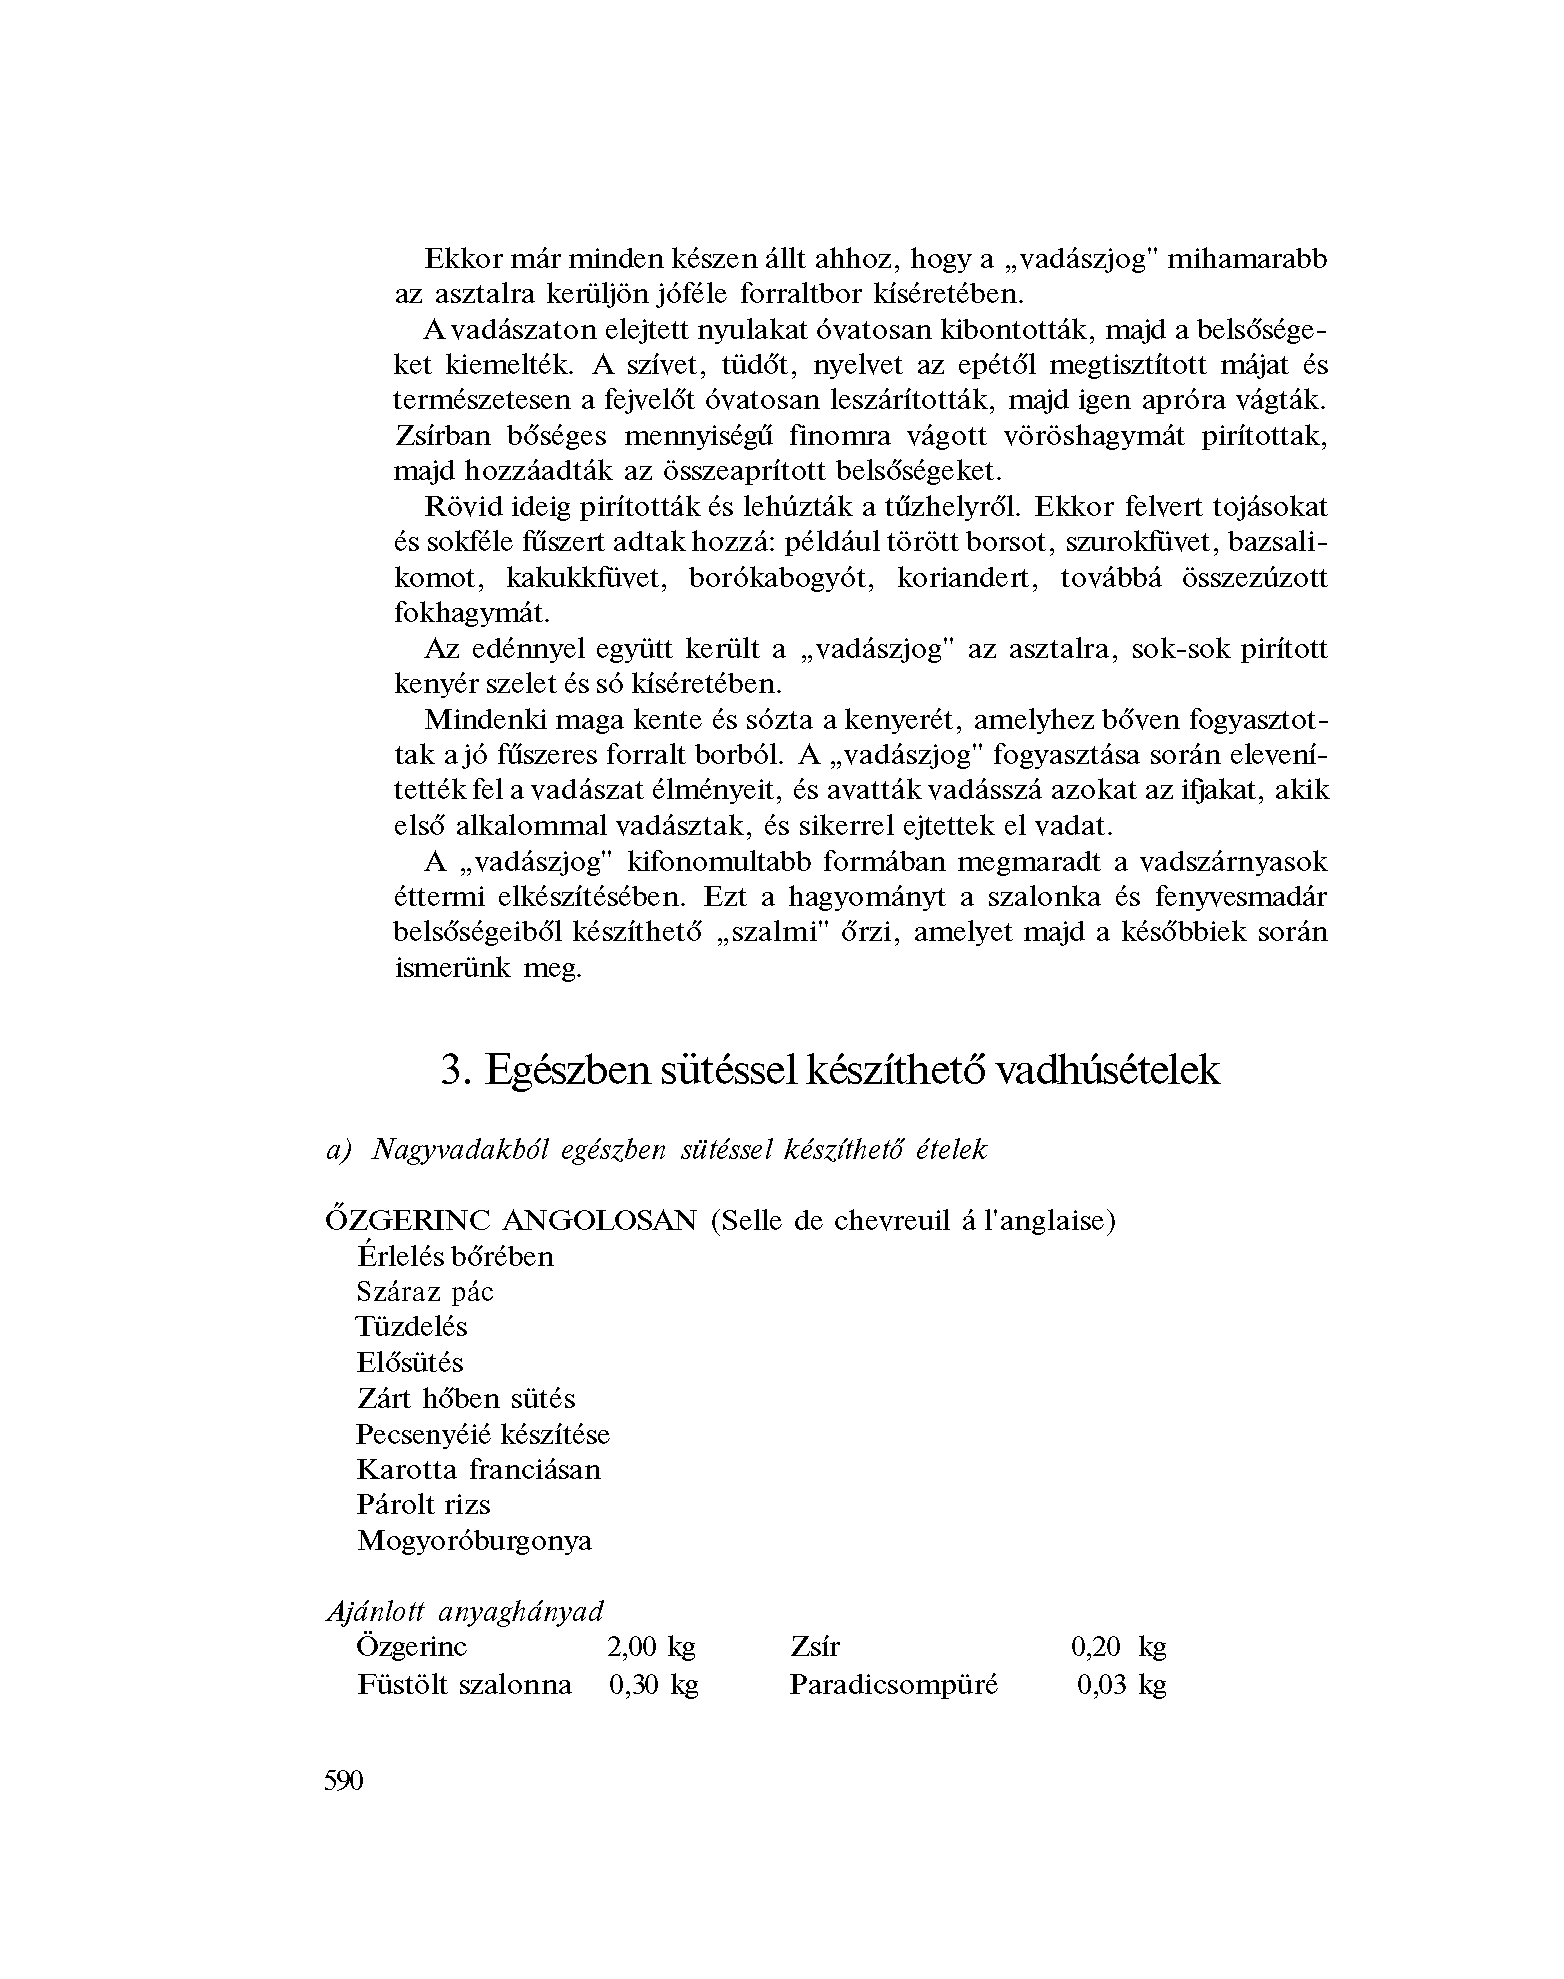 Ekkor már minden készen állt ahhoz, hogy a „vadászjog" mihamarabb
az asztalra kerüljön jóféle forraltbor kíséretében.
A vadászaton elejtett nyulakat óvatosan kibontották, majd a belsősége-
ket kiemelték. A szívet, tüdőt, nyelvet az epétől megtisztított májat és
természetesen a fejvelőt óvatosan leszárították, majd igen apróra vágták.
Zsírban bőséges mennyiségű finomra vágott vöröshagymát pirítottak,
majd hozzáadták az összeaprított belsőségeket.
Rövid ideig pirították és lehúzták a tűzhelyről. Ekkor felvert tojásokat
és sokféle fűszert adtak hozzá: például törött borsot, szurokfüvet, bazsali-
komot, kakukkfüvet, borókabogyót, koriandert, továbbá összezúzott
fokhagymát.
Az edénnyel együtt került a „vadászjog" az asztalra, sok-sok pirított
kenyér szelet és só kíséretében.
Mindenki maga kente és sózta a kenyerét, amelyhez bőven fogyasztot-
tak a jó fűszeres forralt borból. A „vadászjog" fogyasztása során elevení-
tették fel a vadászat élményeit, és avatták vadásszá azokat az ifjakat, akik
első alkalommal vadásztak, és sikerrel ejtettek el vadat.
A „vadászjog" kifonomultabb formában megmaradt a vadszárnyasok
éttermi elkészítésében. Ezt a hagyományt a szalonka és fenyvesmadár
belsőségeiből készíthető „szalmi" őrzi, amelyet majd a későbbiek során
ismerünk meg.
3. Egészben sütéssel készíthető vadhúsételek
a) Nagyvadakból egészben sütéssel készíthető ételek
ŐZGERINC ANGOLOSAN (Selle de chevreuil á l'anglaise)
Érlelés bőrében
Száraz pác
Tüzdelés
Elősütés
Zárt hőben sütés
Pecsenyéié készítése
Karotta franciásan
Párolt rizs
Mogyoróburgonya
Ajánlott anyaghányad
Özgerinc 2,00 kg Zsír 0,20 kg
Füstölt szalonna 0,30 kg Paradicsompüré 0,03 kg
590